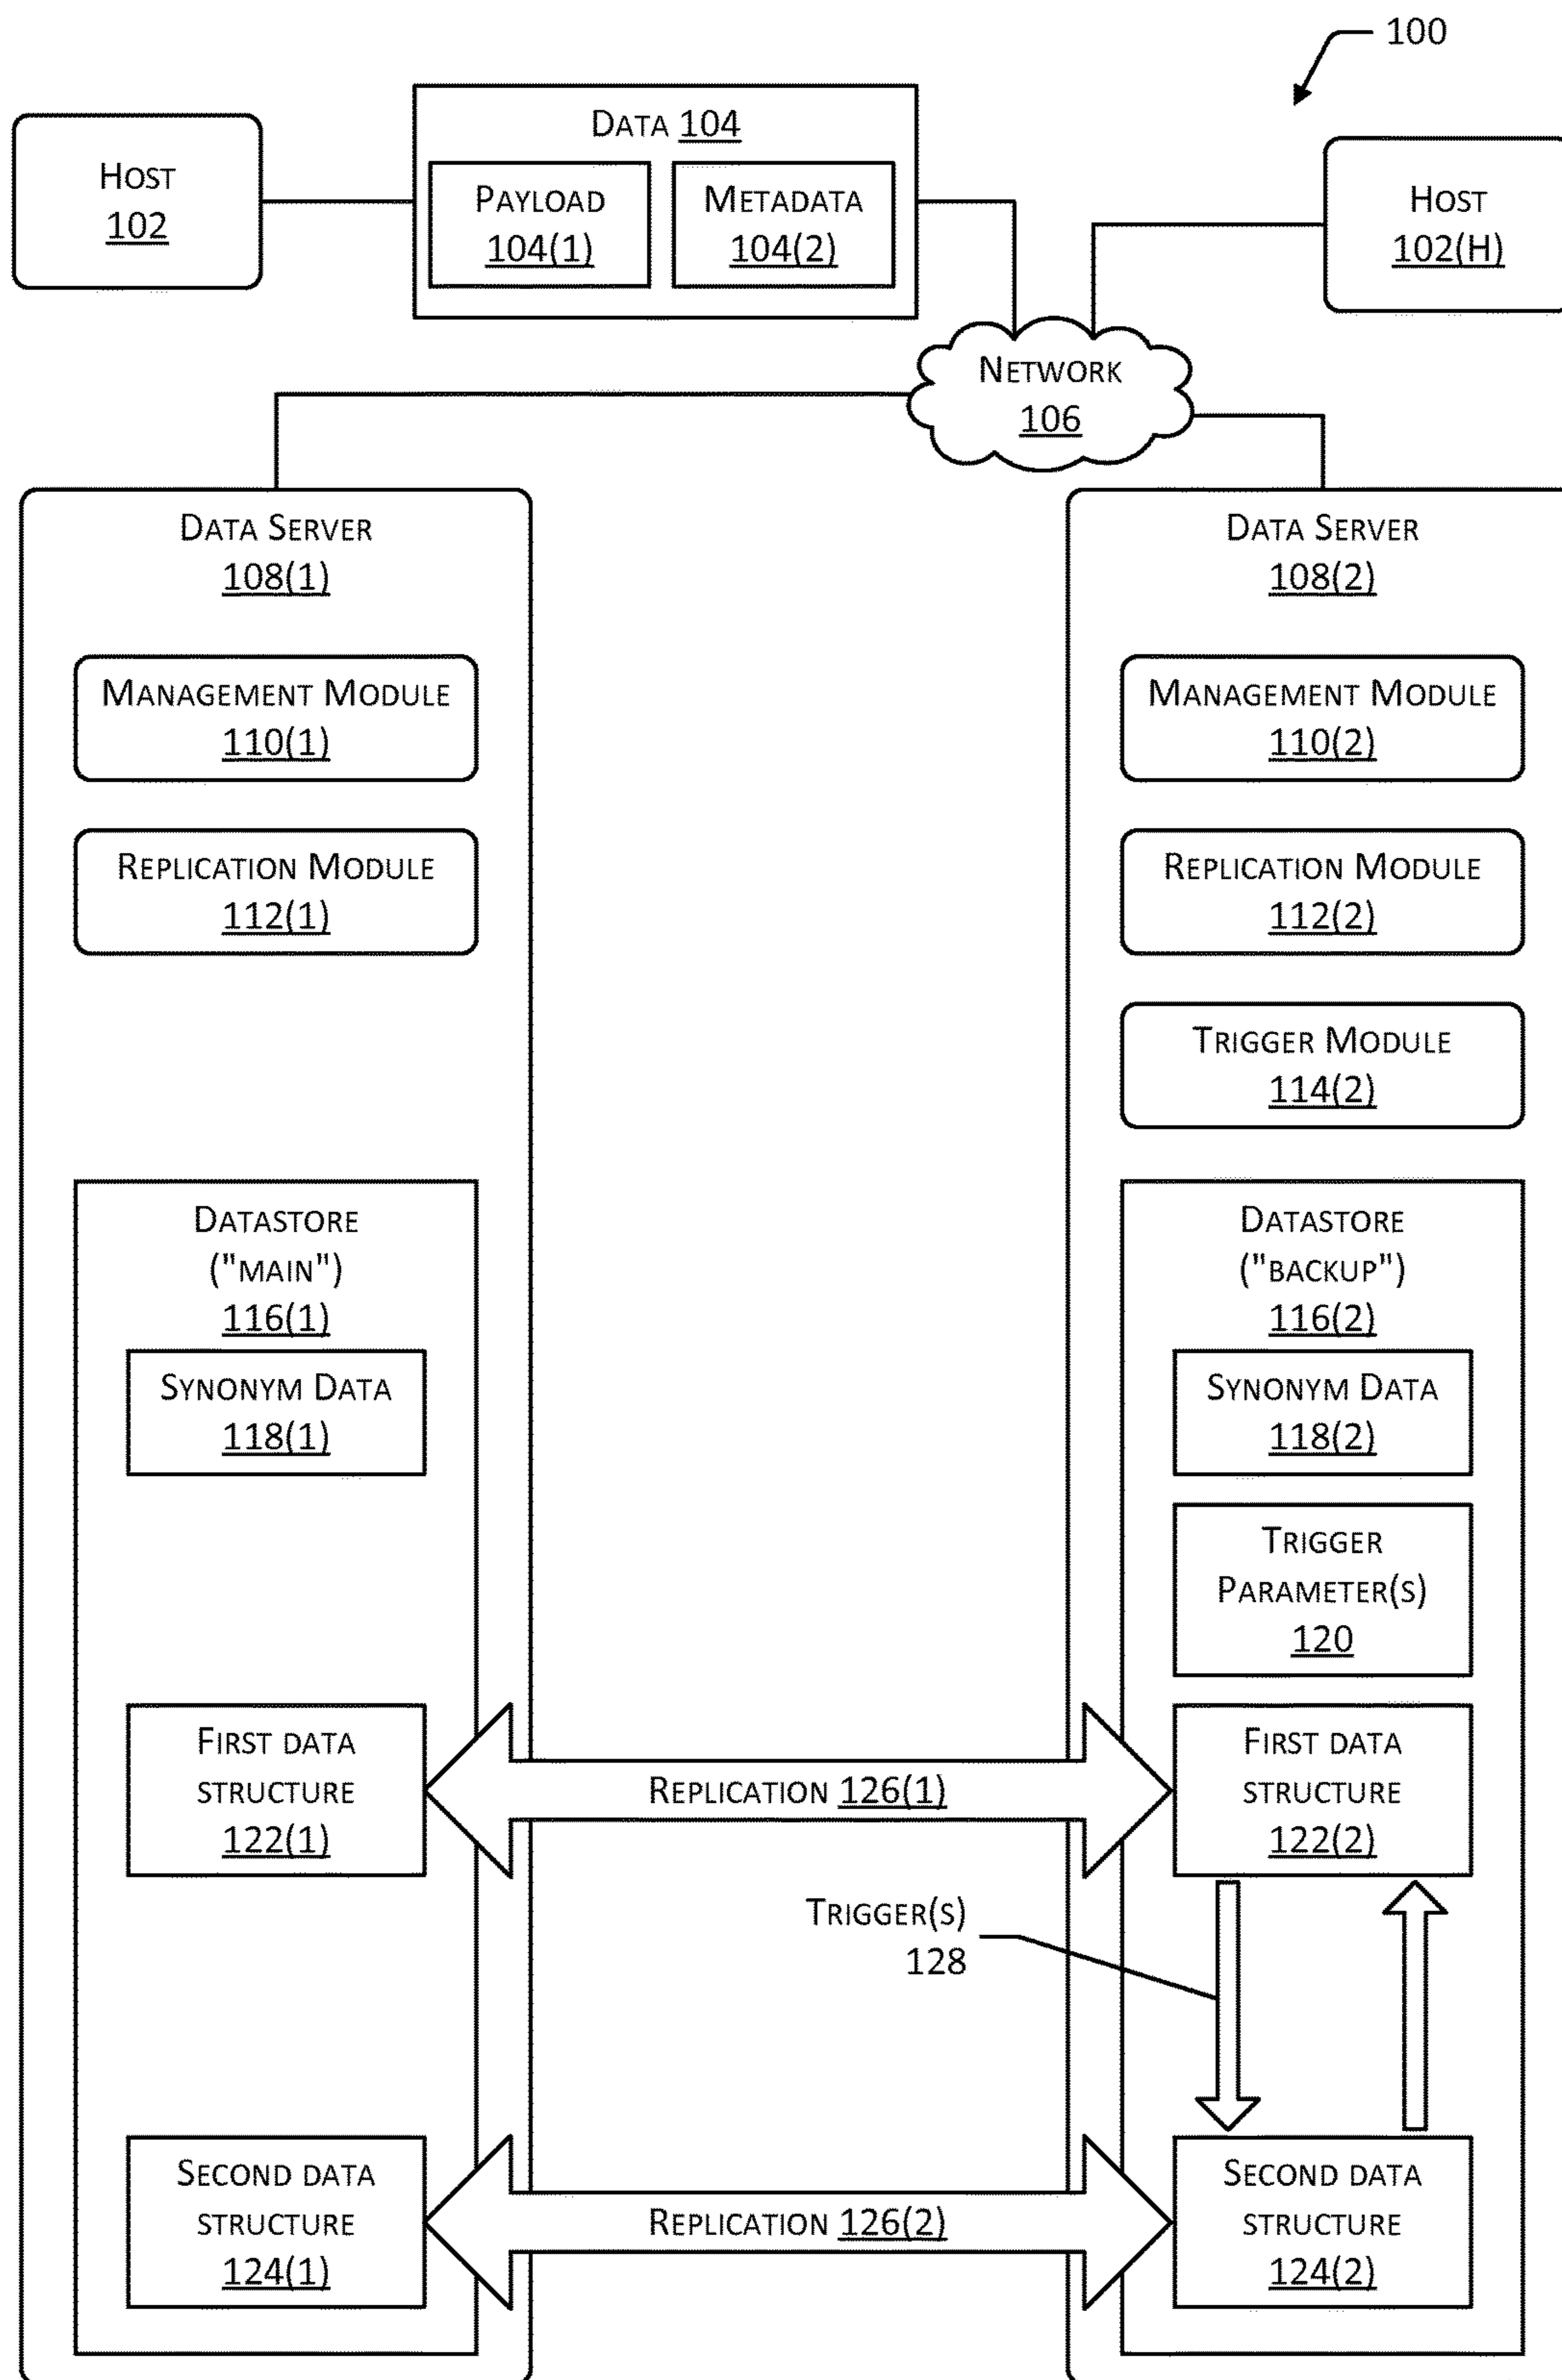 100
DATA 104
HOST
102
PAYLOAD
104(1)
METADATA
104(2)
HOST
102(H)
NETWORK
106
DATA SERVER
108(1)
MANAGEMENT MODULE
110(1)
REPLICATION MODULE
112(1)
DATASTORE
("MAIN")
116(1)
SYNONYM DATA
118(1)
FIRST DATA
STRUCTURE
122(1)
SECOND DATA
STRUCTURE
124(1)
REPLICATION 126(1)
TRIGGER(S)
128
REPLICATION 126(2)
DATA SERVER
108(2)
MANAGEMENT MODULE
110(2)
REPLICATION MODULE
112(2)
TRIGGER MODULE
114(2)
DATASTORE
("BACKUP")
116(2)
SYNONYM DATA
118(2)
TRIGGER
PARAMETER(S)
120
FIRST DATA
STRUCTURE
122(2)
SECOND DATA
STRUCTURE
124(2)